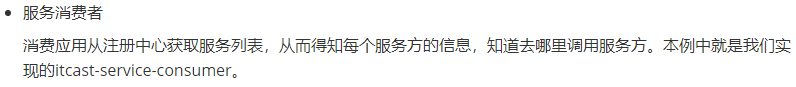 服务消费者
消费应用从注册中心获取服务列表，从而得知每个服务方的信息，知道去哪里调用服务方。本例中就是我们实
现的itcast-service-consumer。